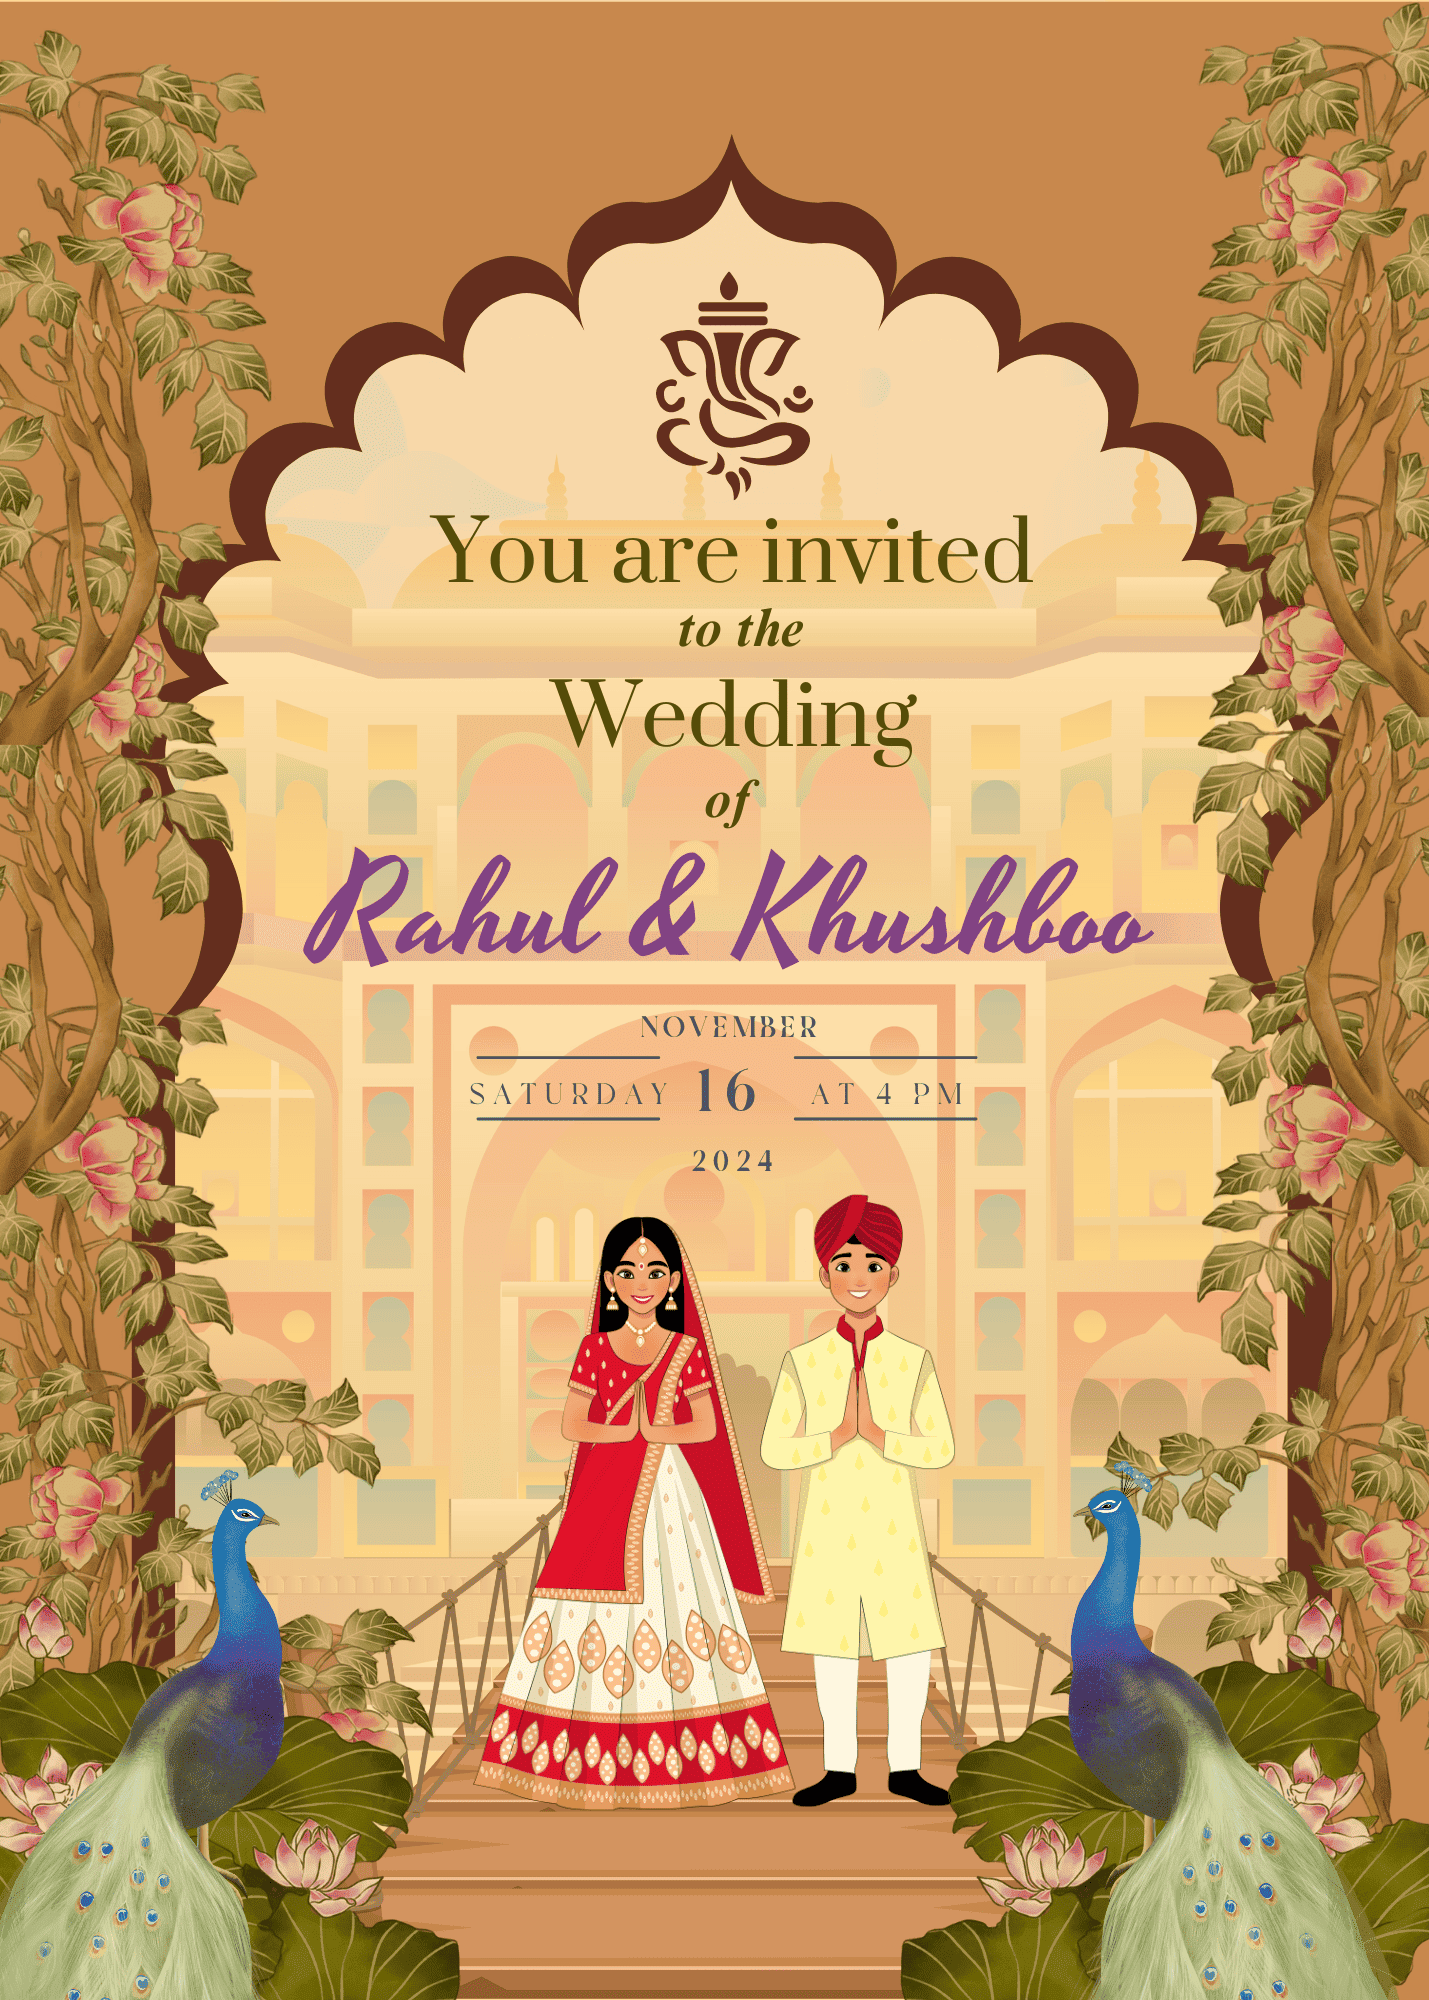 You are invited
to the
Wedding
of
Rahul & Khushboo
NOVEMBER
SATURDAY 16 AT 4 PM
2024